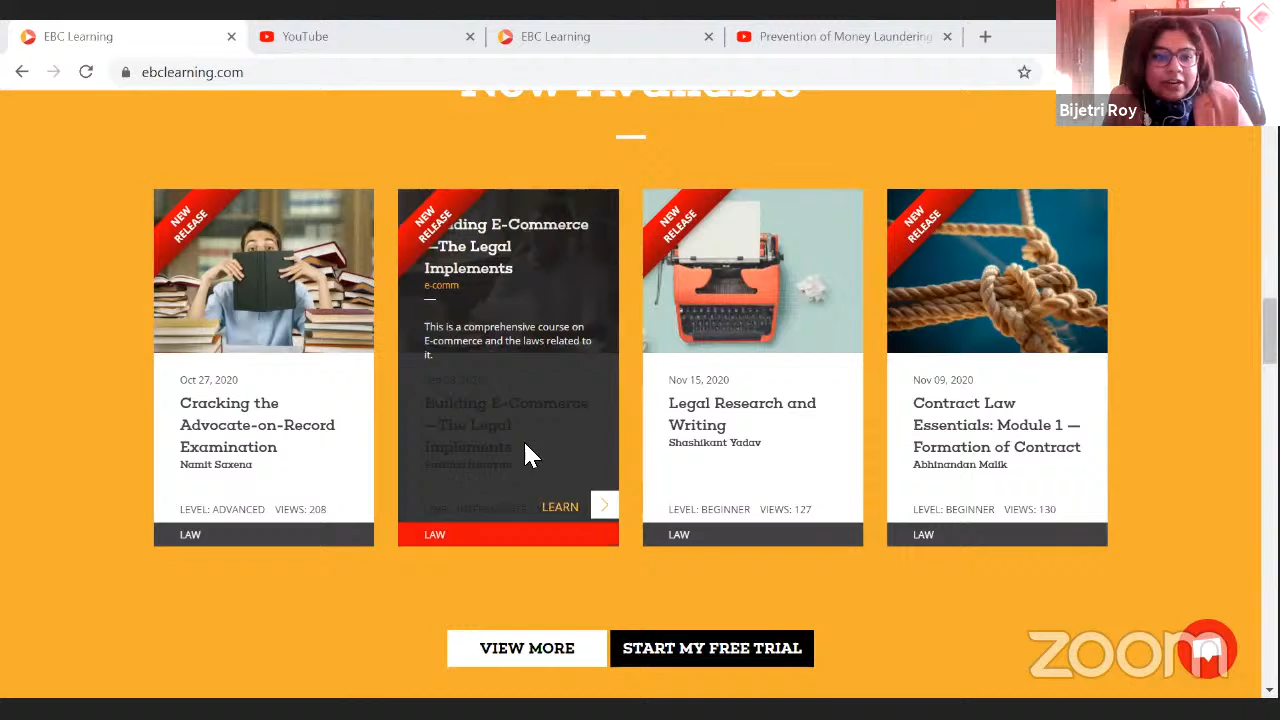 EBC Learning
YouTube
EBC Learning
Prevention of Money Laundering
ebclearning.com
Bijetri Roy
Now Available
NEW RELEASE
NEW RELEASE
NEW RELEASE
NEW RELEASE
Building E-Commerce
—The Legal
Implements
e-comm
This is a comprehensive course on
E-commerce and the laws related to
it.
Oct 27, 2020
Cracking the
Advocate-on-Record
Examination
Namit Saxena
LEVEL: ADVANCED VIEWS: 208
LAW
Building E-Commerce
—The Legal
Implements
LEARN
LAW
Nov 15, 2020
Legal Research and
Writing
Shashikant Yadav
LEVEL: BEGINNER VIEWS: 127
LAW
Nov 09, 2020
Contract Law
Essentials: Module 1 —
Formation of Contract
Abhinandan Malik
LEVEL: BEGINNER VIEWS: 130
LAW
VIEW MORE
START MY FREE TRIAL
zoom